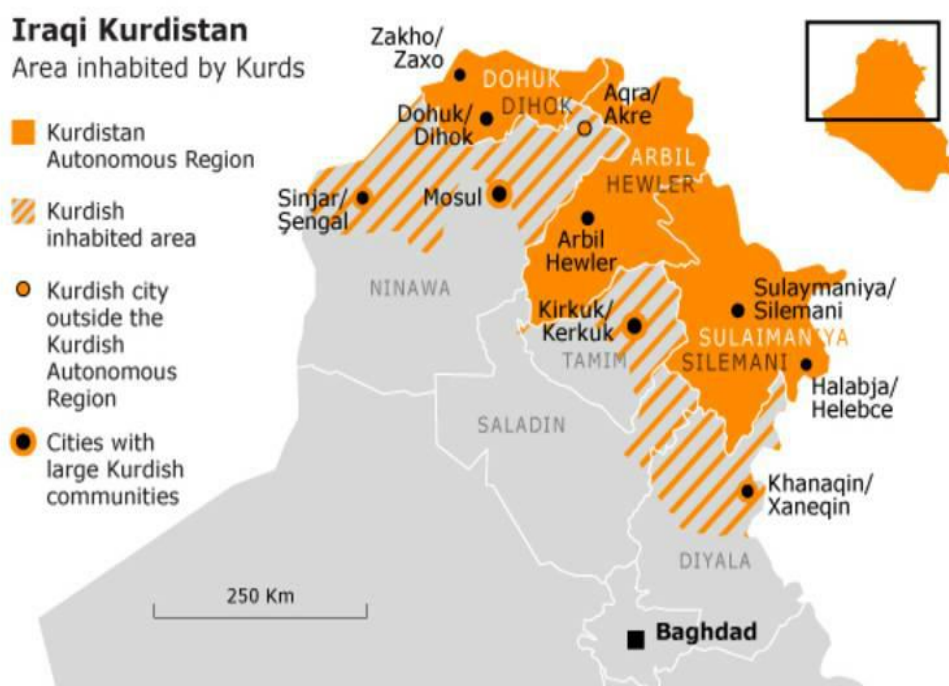 Iraqi Kurdistan
Area inhabited by Kurds
Kurdistan
Autonomous Region
Kurdish
inhabited area
Kurdish city
outside the
Kurdish
Autonomous
Region
Cities with
large Kurdish
communities
250 Km
Zakho/
Zaxo
DOHUK
DIHOK
Dohuk/
Dihok
Aqra/
Akre
ARBIL
HEWLER
Sinjar/
Şengal
Mosul
Arbil
Hewler
NINAWA
Kirkuk/
Kerkuk
TAMIM
Sulaymaniya/
Silemani
SULAIMANIYA
SILEMANI
Halabja/
Helebce
SALADIN
Khanaqin/
Xaneqin
DIYALA
Baghdad